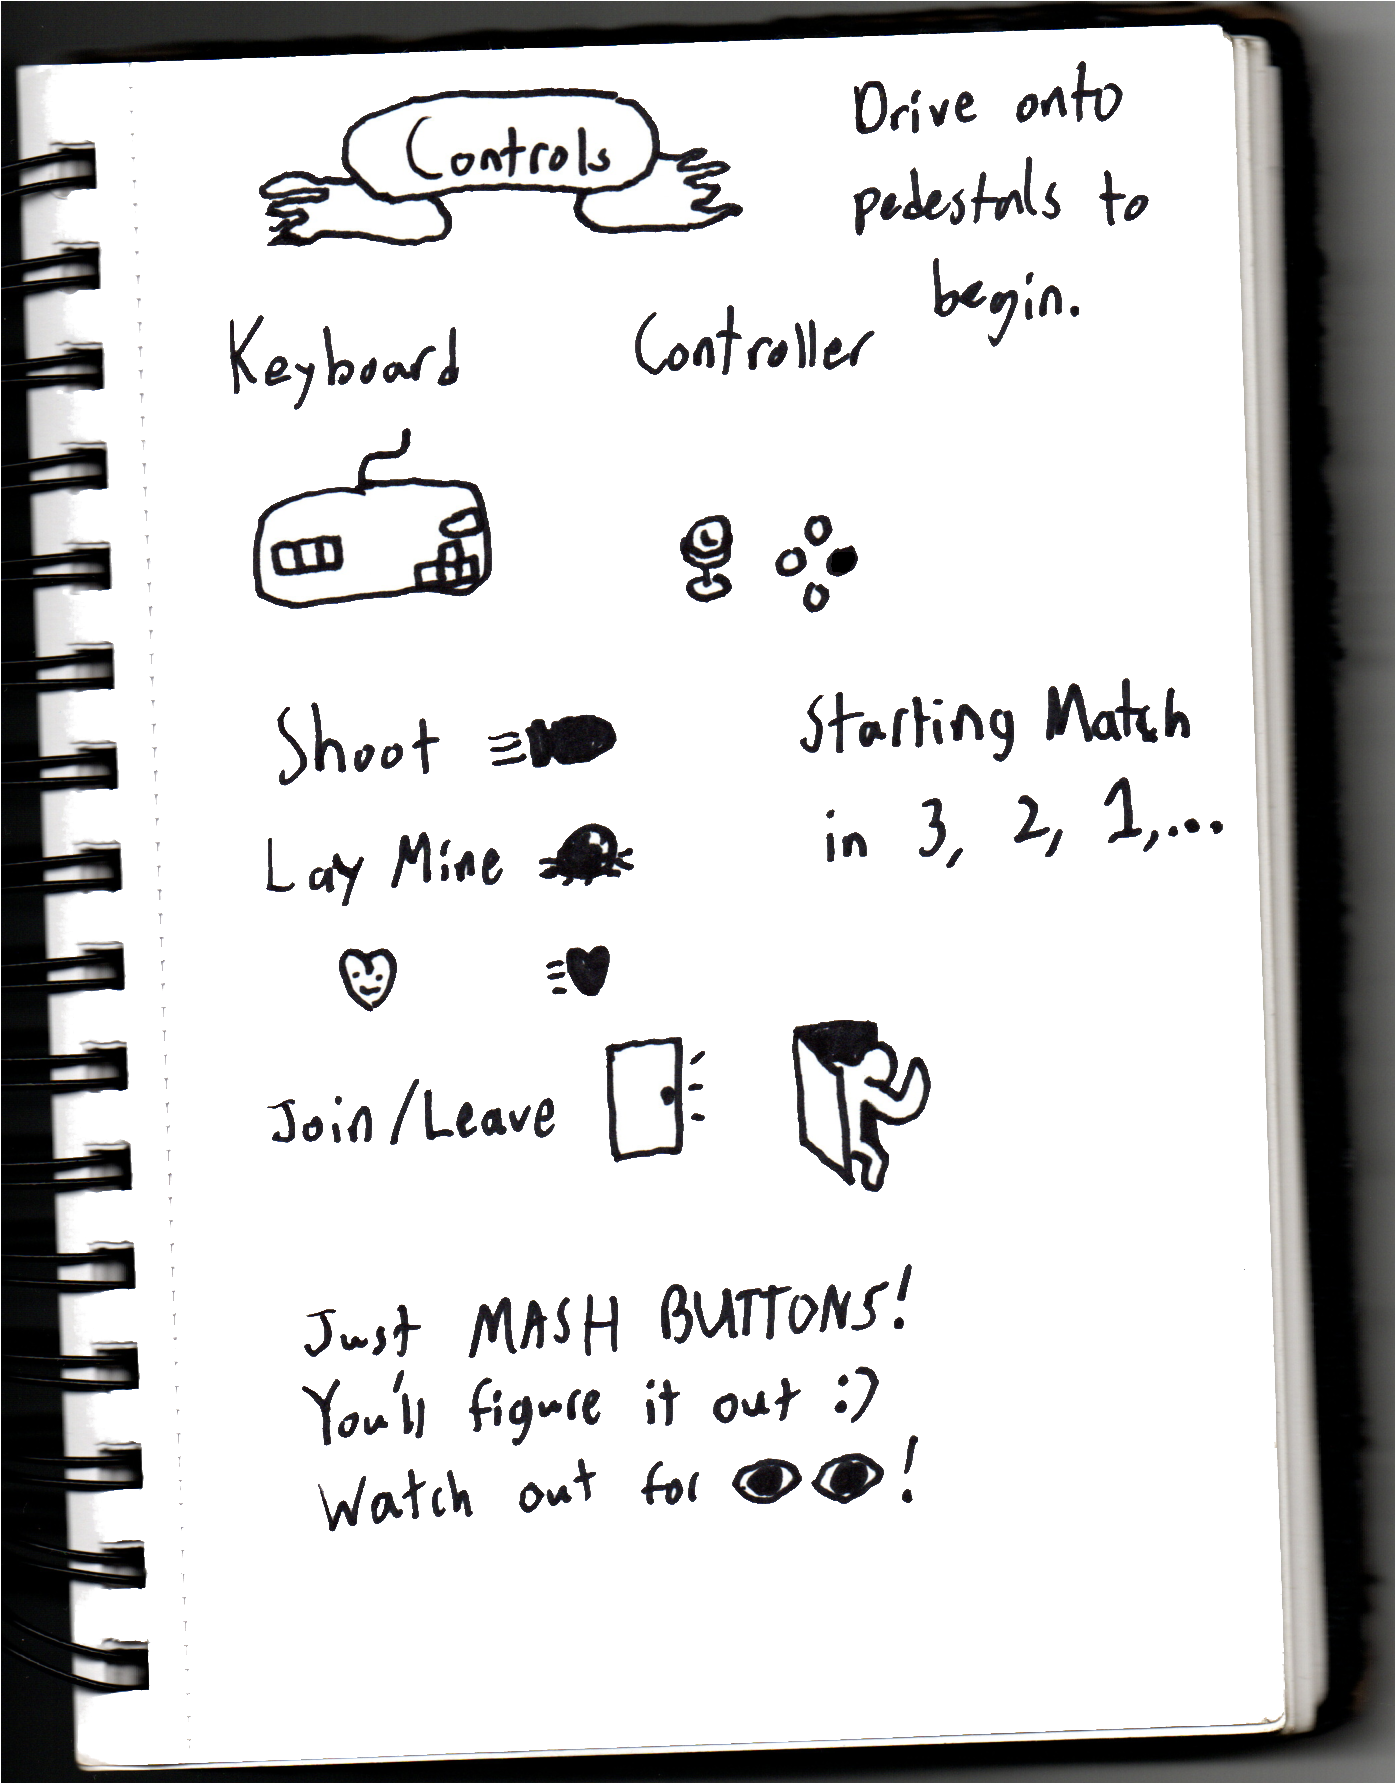 Controls
Drive onto
pedestals to
begin.
Keyboard
Controller
Shoot
Starting Match
in 3, 2, 1,...
Lay Mine
Join/Leave
Just MASH BUTTONS!
You'll figure it out :)
Watch out for !